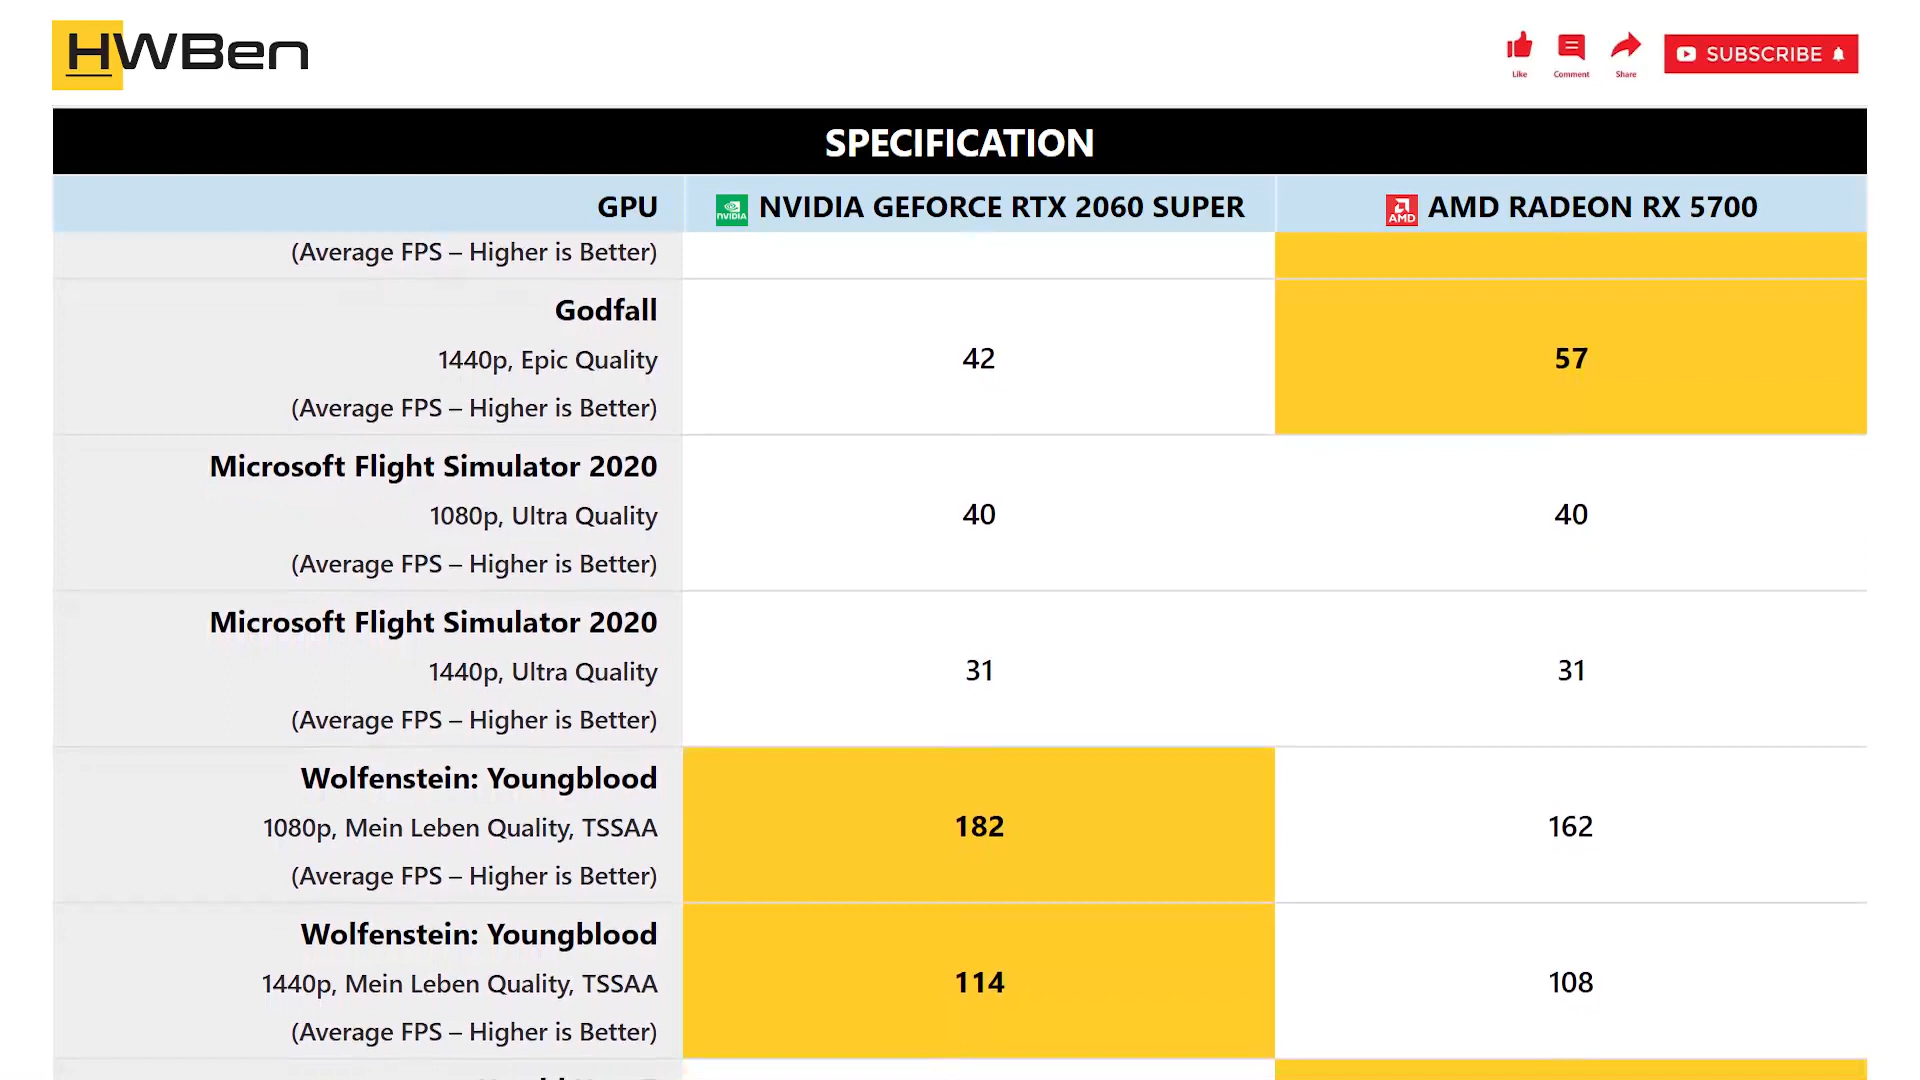 HWBen
Like
Comment
Share
SUBSCRIBE
SPECIFICATION
GPU
NVIDIA
NVIDIA GEFORCE RTX 2060 SUPER
AMD
AMD RADEON RX 5700
(Average FPS – Higher is Better)
Godfall
1440p, Epic Quality
(Average FPS – Higher is Better)
42
57
Microsoft Flight Simulator 2020
1080p, Ultra Quality
(Average FPS – Higher is Better)
40
40
Microsoft Flight Simulator 2020
1440p, Ultra Quality
(Average FPS – Higher is Better)
31
31
Wolfenstein: Youngblood
1080p, Mein Leben Quality, TSSAA
(Average FPS – Higher is Better)
182
162
Wolfenstein: Youngblood
1440p, Mein Leben Quality, TSSAA
(Average FPS – Higher is Better)
114
108